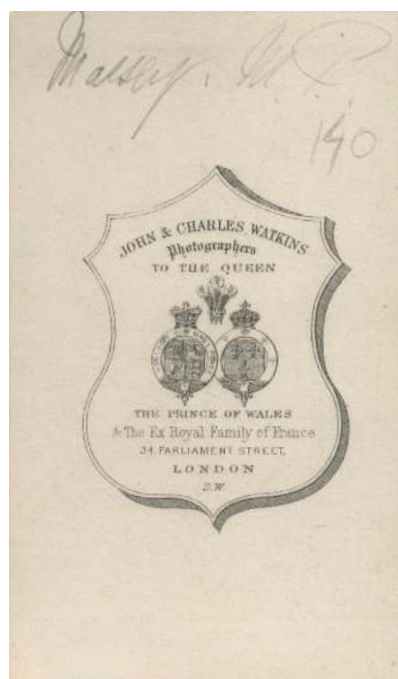 140
JOHN & CHARLES WATKINS
Photographers
TO THE QUEEN
THE PRINCE OF WALES
& The Ex Royal Family of France
34, PARLIAMENT STREET,
LONDON
S.W